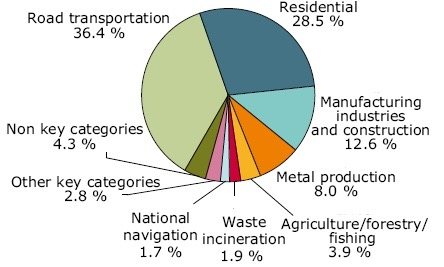 Road transportation
36.4 %
Residential
28.5 %
Manufacturing
industries
and construction
12.6 %
Metal production
8.0 %
Agriculture/forestry/
fishing
3.9 %
Waste
incineration
1.9 %
National
navigation
1.7 %
Other key categories
2.8 %
Non key categories
4.3 %